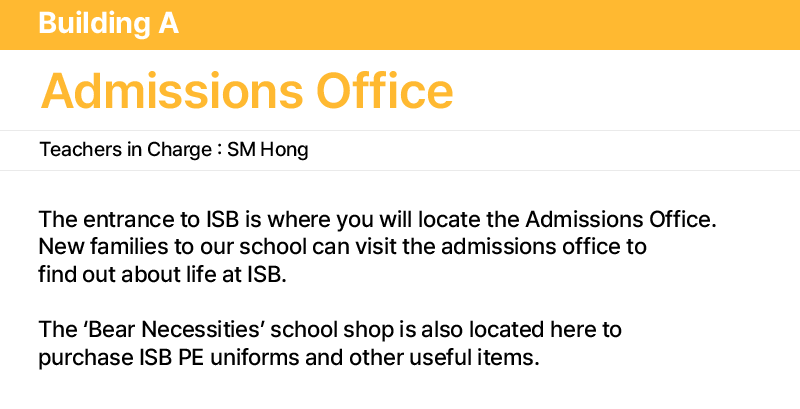 Building A
Admissions Office
Teachers in Charge : SM Hong
The entrance to ISB is where you will locate the Admissions Office.
New families to our school can visit the admissions office to
find out about life at ISB.
The ‘Bear Necessities’ school shop is also located here to
purchase ISB PE uniforms and other useful items.